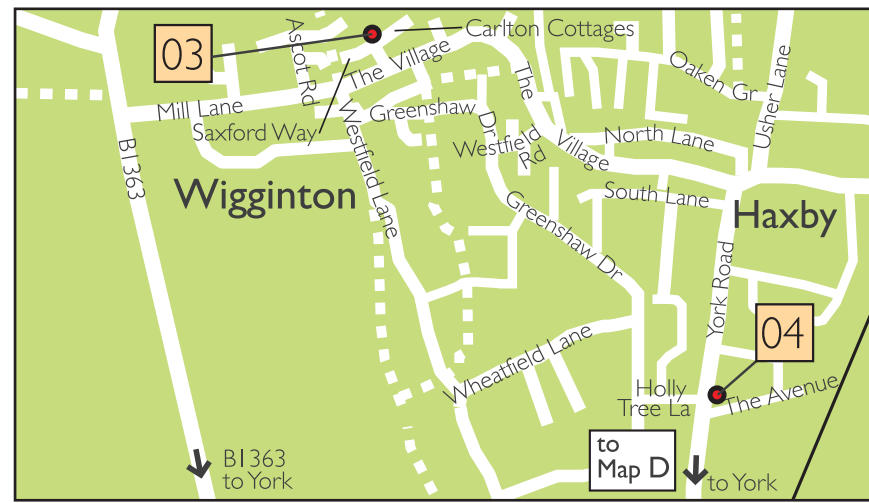 03
Ascot Rd
Carlton Cottages
The Village
Mill Lane
Saxford Way
Greenshaw
Dr
The
Village
Westfield
Rd
North Lane
Oaken Gr
Usher Lane
B1363
Wigginton
Westfield Lane
South Lane
Haxby
Greenshaw Dr
York Road
04
Wheatfield Lane
Holly
Tree La
The Avenue
B1363
to York
to
Map D
to York